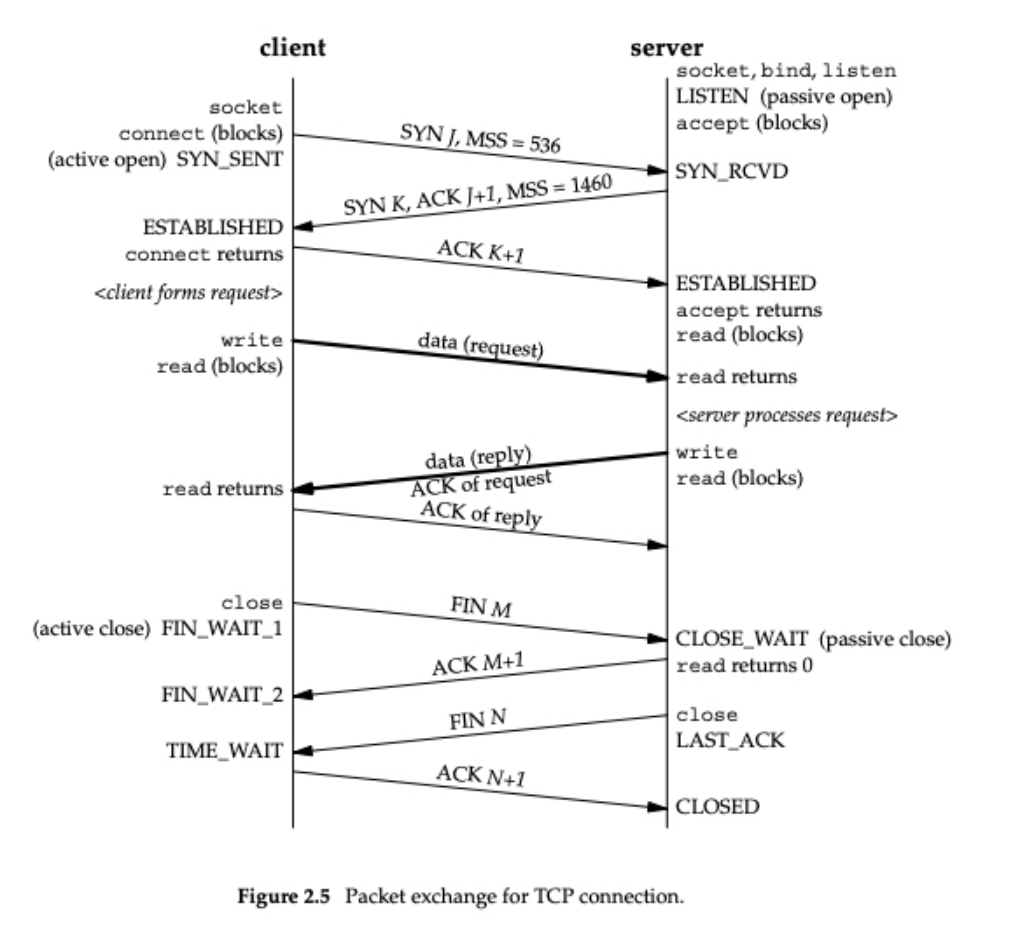 client
server
socket, bind, listen
LISTEN (passive open)
accept (blocks)
socket
connect (blocks)
(active open) SYN_SENT
SYN J, MSS = 536
SYN_RCVD
SYN K, ACK J+1, MSS = 1460
ESTABLISHED
connect returns
ACK K+1
<client forms request>
ESTABLISHED
accept returns
read (blocks)
write
read (blocks)
data (request)
read returns
<server processes request>
write
read (blocks)
data (reply)
ACK of request
read returns
ACK of reply
close
(active close) FIN_WAIT_1
FIN M
CLOSE_WAIT (passive close)
read returns 0
ACK M+1
FIN_WAIT_2
close
LAST_ACK
FIN N
TIME_WAIT
ACK N+1
CLOSED
Figure 2.5 Packet exchange for TCP connection.